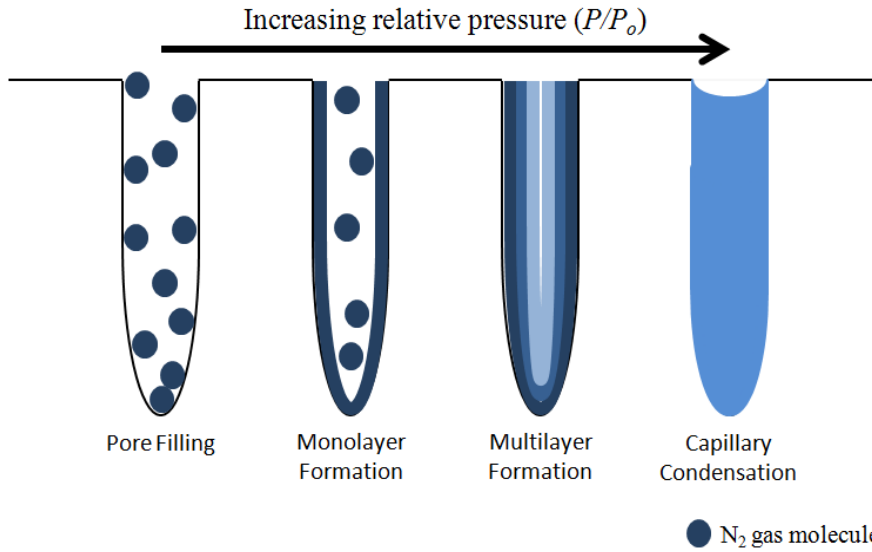 Increasing relative pressure (P/Pₒ)
Pore Filling
Monolayer
Formation
Multilayer
Formation
Capillary
Condensation
N₂ gas molecule